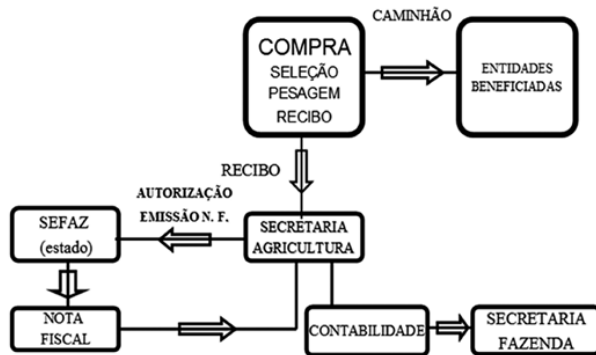 CAMINHÃO
COMPRA
SELEÇÃO
PESAGEM
RECIBO
ENTIDADES
BENEFICIADAS
RECIBO
AUTORIZAÇÃO
EMISSÃO N. F.
SEFAZ
(estado)
SECRETARIA
AGRICULTURA
NOTA
FISCAL
CONTABILIDADE
SECRETARIA
FAZENDA